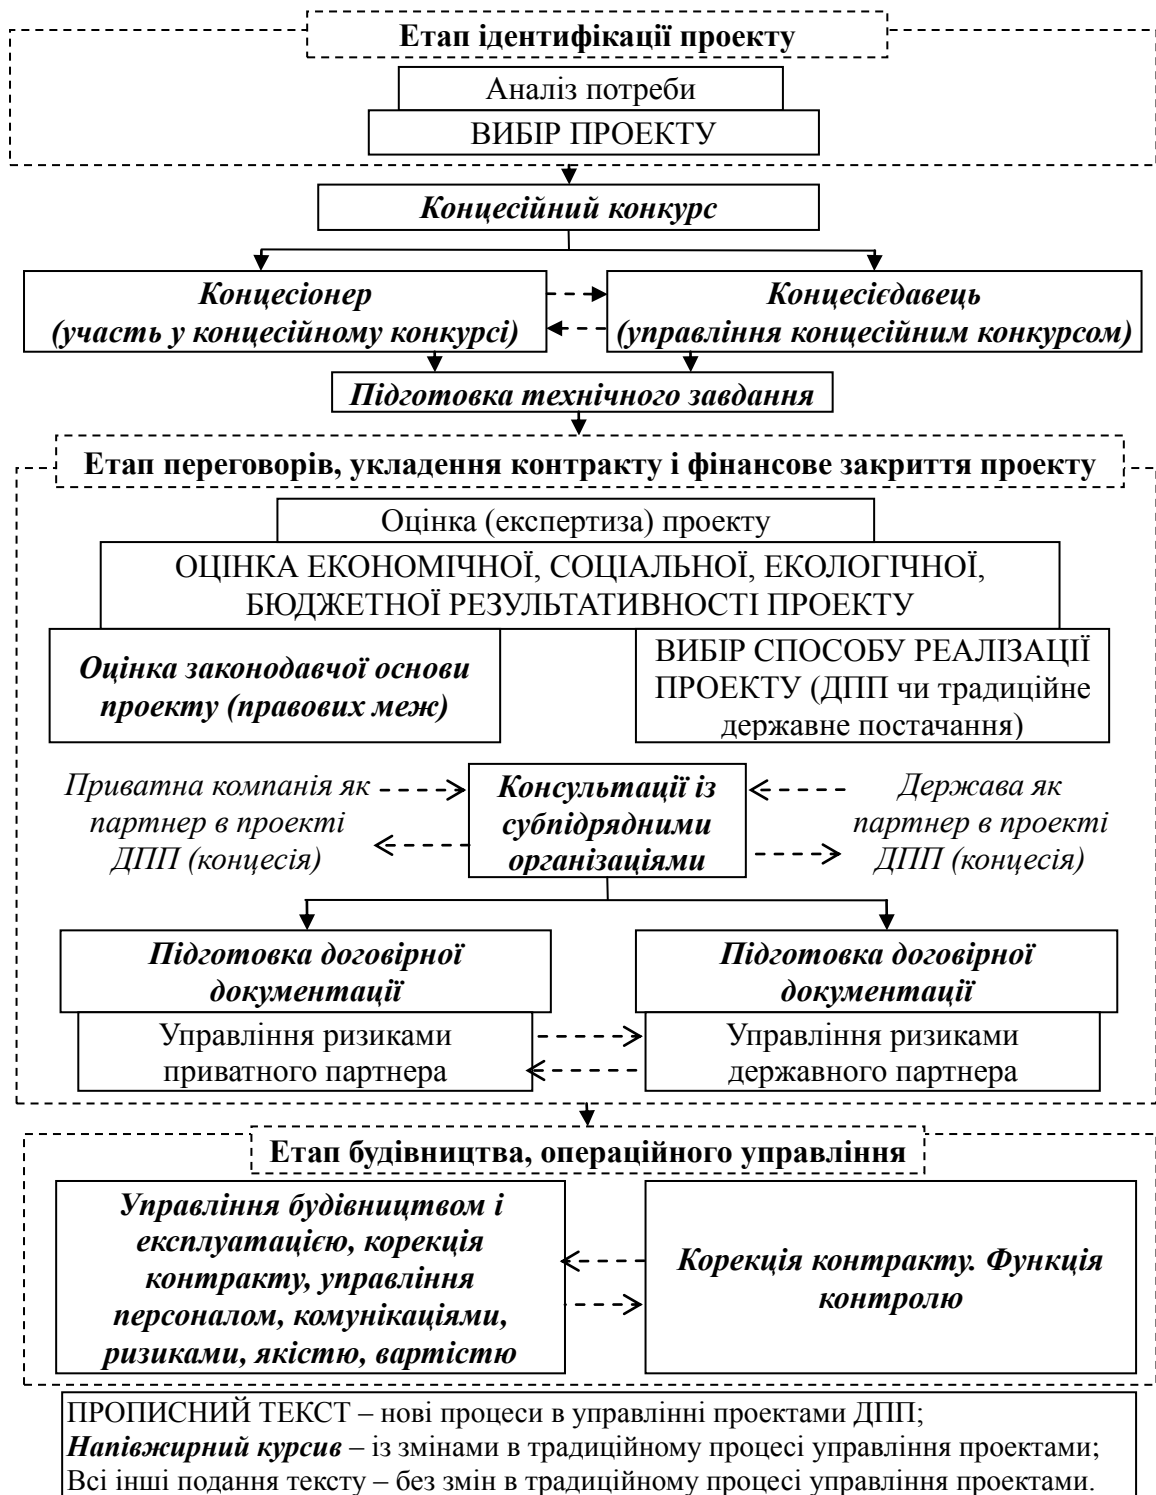 Етап ідентифікації проекту
Аналіз потреби
ВИБІР ПРОЕКТУ
Концесійний конкурс
Концесіонер
(участь у концесійному конкурсі)
Концесієдавець
(управління концесійним конкурсом)
Підготовка технічного завдання
Етап переговорів, укладення контракту і фінансове закриття проекту
Оцінка (експертиза) проекту
ОЦІНКА ЕКОНОМІЧНОЇ, СОЦІАЛЬНОЇ, ЕКОЛОГІЧНОЇ,
БЮДЖЕТНОЇ РЕЗУЛЬТАТИВНОСТІ ПРОЕКТУ
Оцінка законодавчої основи
проекту (правових меж)
ВИБІР СПОСОБУ РЕАЛІЗАЦІЇ
ПРОЕКТУ (ДПП чи традиційне
державне постачання)
Приватна компанія як
партнер в проекті
ДПП (концесія)
Консультації із
субпідрядними
організаціями
Держава як
партнер в проекті
ДПП (концесія)
Підготовка договірної
документації
Підготовка договірної
документації
Управління ризиками
приватного партнера
Управління ризиками
державного партнера
Етап будівництва, операційного управління
Управління будівництвом і
експлуатацією, корекція
контракту, управління
персоналом, комунікаціями,
ризиками, якістю, вартістю
Корекція контракту. Функція
контролю
ПРОПИСНИЙ ТЕКСТ – нові процеси в управлінні проектами ДПП;
Напівжирний курсив – із змінами в традиційному процесі управління проектами;
Всі інші подання тексту – без змін в традиційному процесі управління проектами.